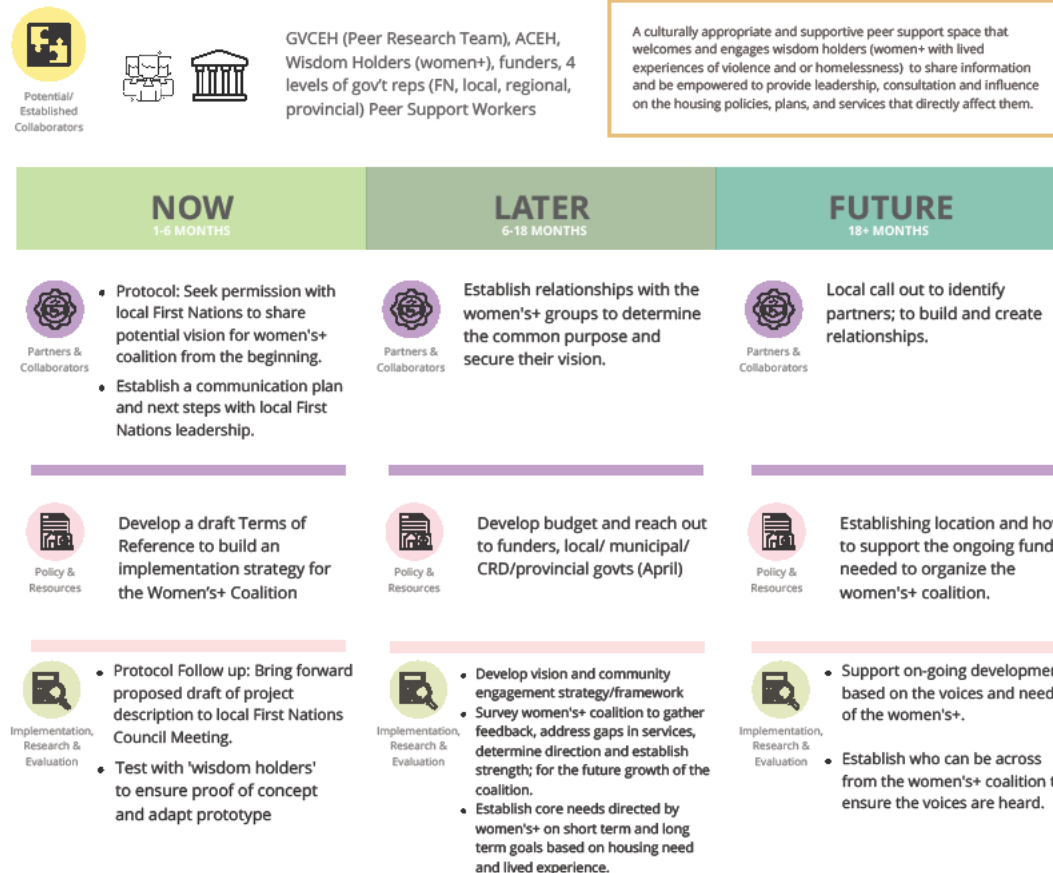 Potential/
Established
Collaborators
GVCEH (Peer Research Team), ACEH,
Wisdom Holders (women+), funders, 4
levels of gov't reps (FN, local, regional,
provincial) Peer Support Workers
A culturally appropriate and supportive peer support space that
welcomes and engages wisdom holders (women+ with lived
experiences of violence and or homelessness) to share information
and be empowered to provide leadership, consultation and influence
on the housing policies, plans, and services that directly affect them.
NOW
1-6 MONTHS
LATER
6-18 MONTHS
FUTURE
18+ MONTHS
Partners &
Collaborators
• Protocol: Seek permission with
local First Nations to share
potential vision for women's+
coalition from the beginning.
• Establish a communication plan
and next steps with local First
Nations leadership.
Partners &
Collaborators
Establish relationships with the
women's+ groups to determine
the common purpose and
secure their vision.
Partners &
Collaborators
Local call out to identify
partners; to build and create
relationships.
Policy &
Resources
Develop a draft Terms of
Reference to build an
implementation strategy for
the Women's+ Coalition
Policy &
Resources
Develop budget and reach out
to funders, local/ municipal/
CRD/provincial govts (April)
Policy &
Resources
Establishing location and
to support the ongoing fund
needed to organize the
women's+ coalition.
Implementation,
Research &
Evaluation
• Protocol Follow up: Bring forward
proposed draft of project
description to local First Nations
Council Meeting.
• Test with 'wisdom holders'
to ensure proof of concept
and adapt prototype
Implementation,
Research &
Evaluation
• Develop vision and community
engagement strategy/framework
• Survey women's+ coalition to gather
feedback, address gaps in services,
determine direction and establish
strength; for the future growth of the
coalition.
• Establish core needs directed by
women's+ on short term and long
term goals based on housing need
and lived experience.
Implementation,
Research &
Evaluation
• Support on-going developmen
based on the voices and need
of the women's+.
• Establish who can be across
from the women's+ coalition
ensure the voices are heard.